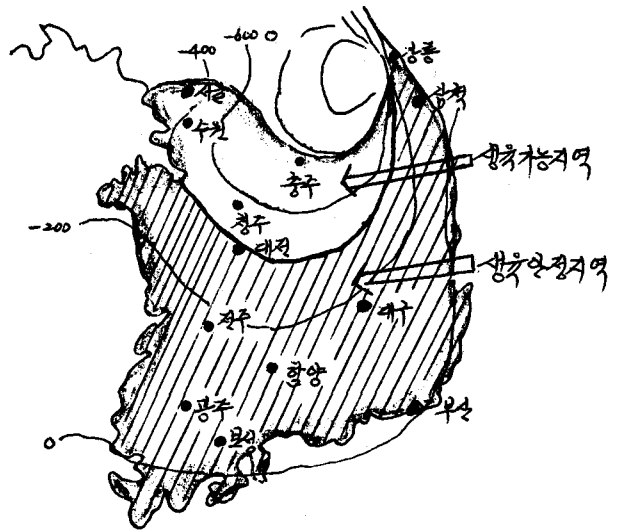 -600
-400
강릉
서울
삼척
수원
충주
생육가능지역
청주
대전
-200
생육안정지역
대구
전주
함양
광주
부산
보성
0